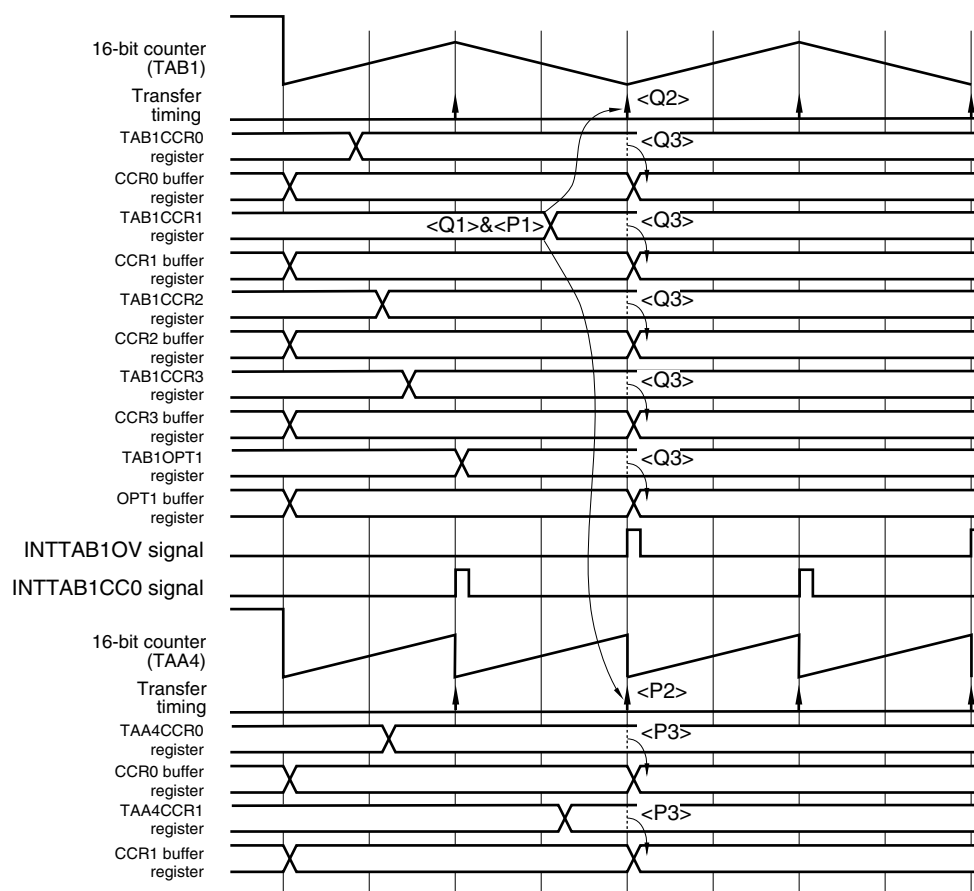 16-bit counter
(TAB1)
Transfer
timing
<Q2>
TAB1CCR0
register
<Q3>
CCR0 buffer
register
TAB1CCR1
register
<Q1>&<P1>
<Q3>
CCR1 buffer
register
TAB1CCR2
register
<Q3>
CCR2 buffer
register
TAB1CCR3
register
<Q3>
CCR3 buffer
register
TAB1OPT1
register
<Q3>
OPT1 buffer
register
INTTAB1OV signal
INTTAB1CC0 signal
16-bit counter
(TAA4)
Transfer
timing
<P2>
TAA4CCR0
register
<P3>
CCR0 buffer
register
TAA4CCR1
register
<P3>
CCR1 buffer
register